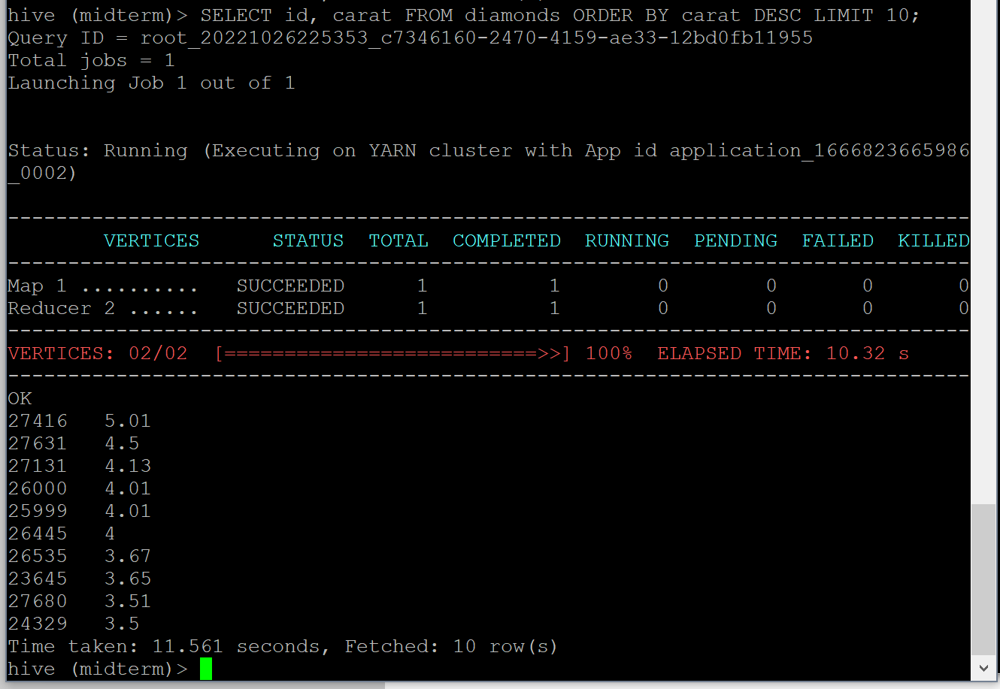 hive (midterm)> SELECT id, carat FROM diamonds ORDER BY carat DESC LIMIT 10;
Query ID = root_20221026225353_c7346160-2470-4159-ae33-12bd0fb11955
Total jobs = 1
Launching Job 1 out of 1
Status: Running (Executing on YARN cluster with App id application_1666823665986
_0002)
--------------------------------------------------------------------------------
VERTICES STATUS TOTAL COMPLETED RUNNING PENDING FAILED KILLED
--------------------------------------------------------------------------------
Map 1 .......... SUCCEEDED 1 1 0 0 0 0
Reducer 2 ...... SUCCEEDED 1 1 0 0 0 0
--------------------------------------------------------------------------------
VERTICES: 02/02 [==========================>>] 100% ELAPSED TIME: 10.32 s
--------------------------------------------------------------------------------
OK
27416 5.01
27631 4.5
27131 4.13
26000 4.01
25999 4.01
26445 4
26535 3.67
23645 3.65
27680 3.51
24329 3.5
Time taken: 11.561 seconds, Fetched: 10 row(s)
hive (midterm)>